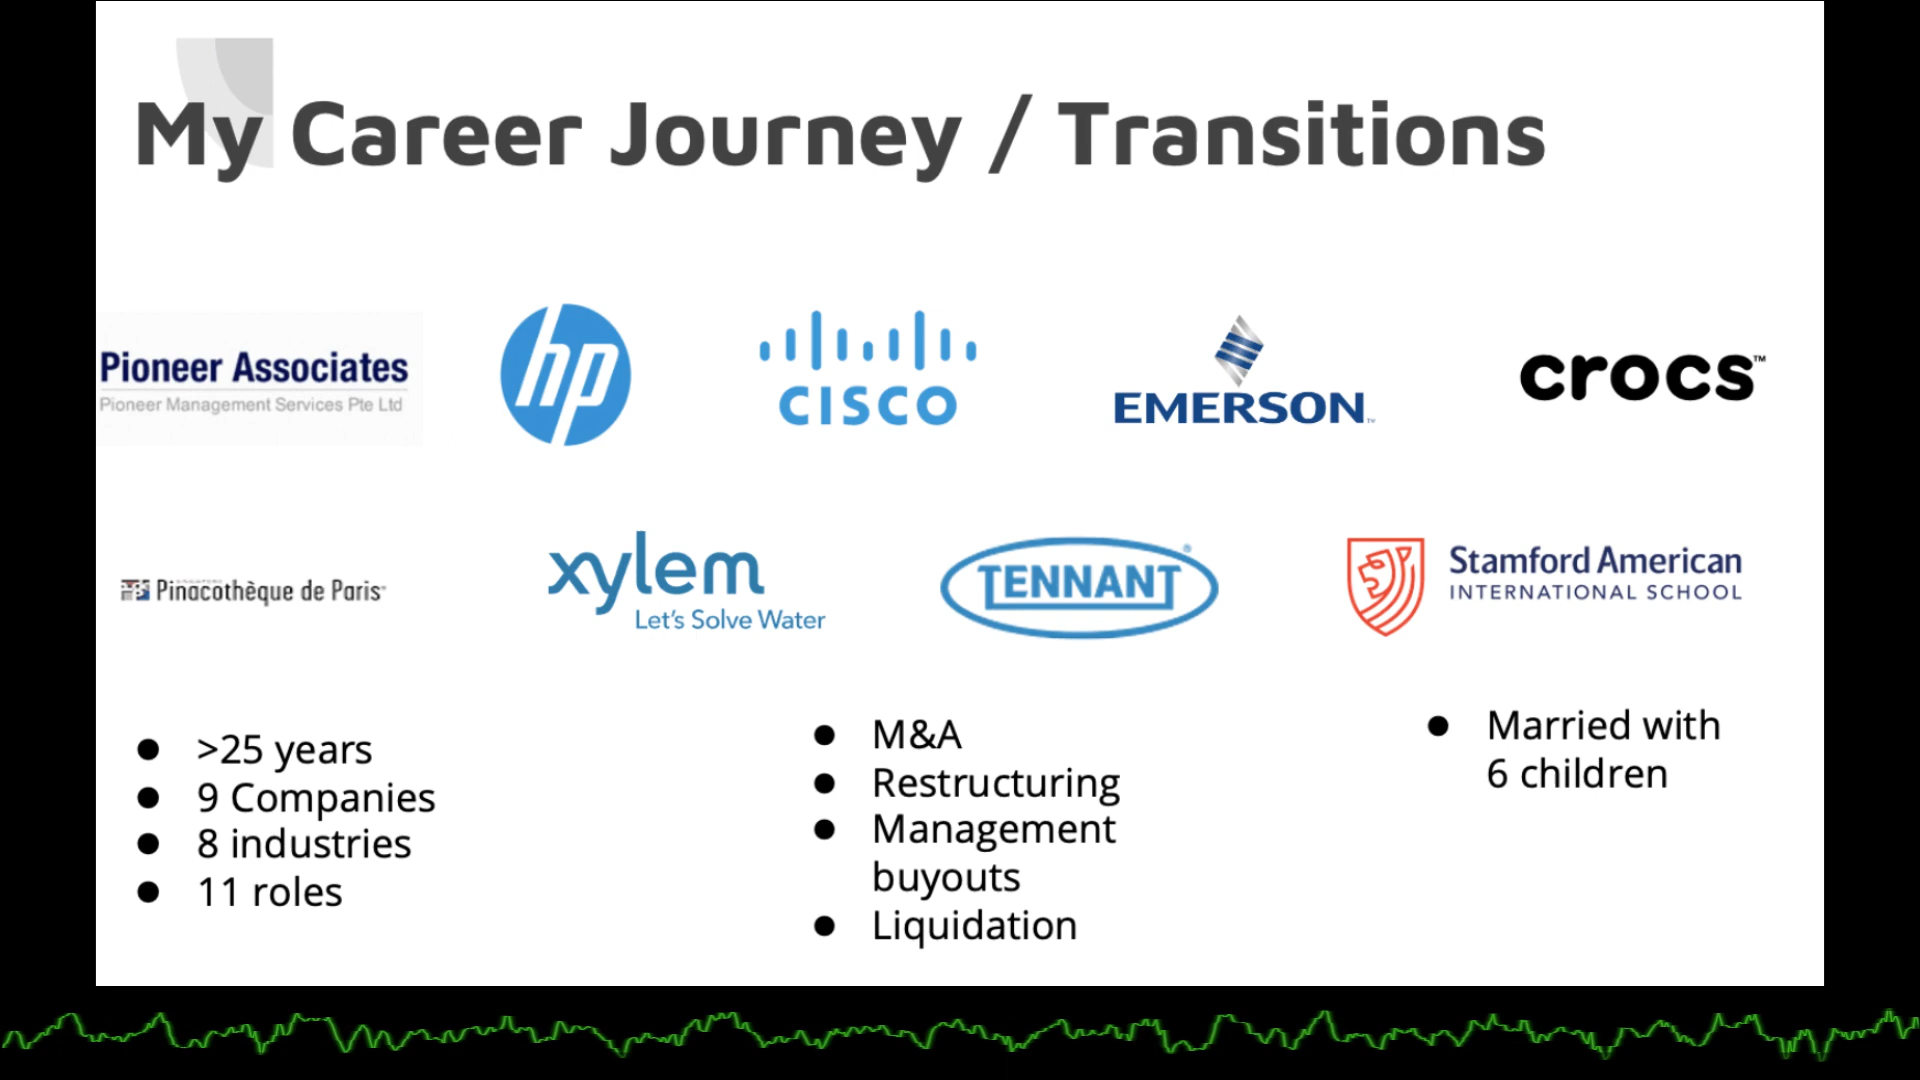 My Career Journey / Transitions
Pioneer Associates
Pioneer Management Services Pte Ltd
hp
CISCO
EMERSON™
crocs™
Pinacothèque de Paris
xylem
Let's Solve Water
TENNANT®
Stamford American
INTERNATIONAL SCHOOL
● >25 years
● 9 Companies
● 8 industries
● 11 roles
● M&A
● Restructuring
● Management
buyouts
● Liquidation
● Married with
6 children